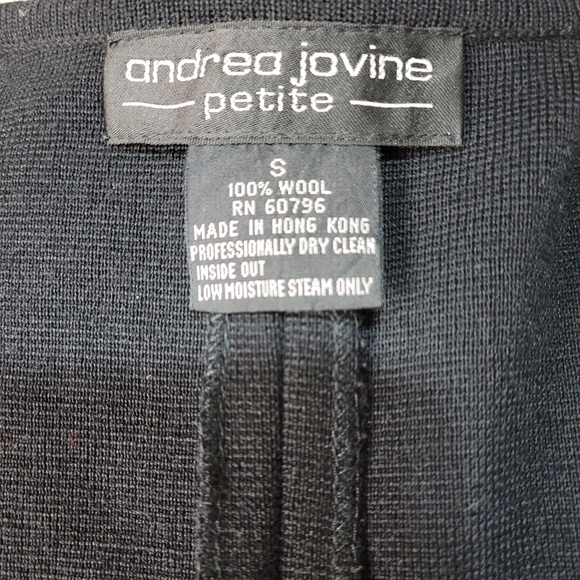 andrea jovine
petite
S
100% WOOL
RN 60796
MADE IN HONG KONG
PROFESSIONALLY DRY CLEAN
INSIDE OUT
LOW MOISTURE STEAM ONLY